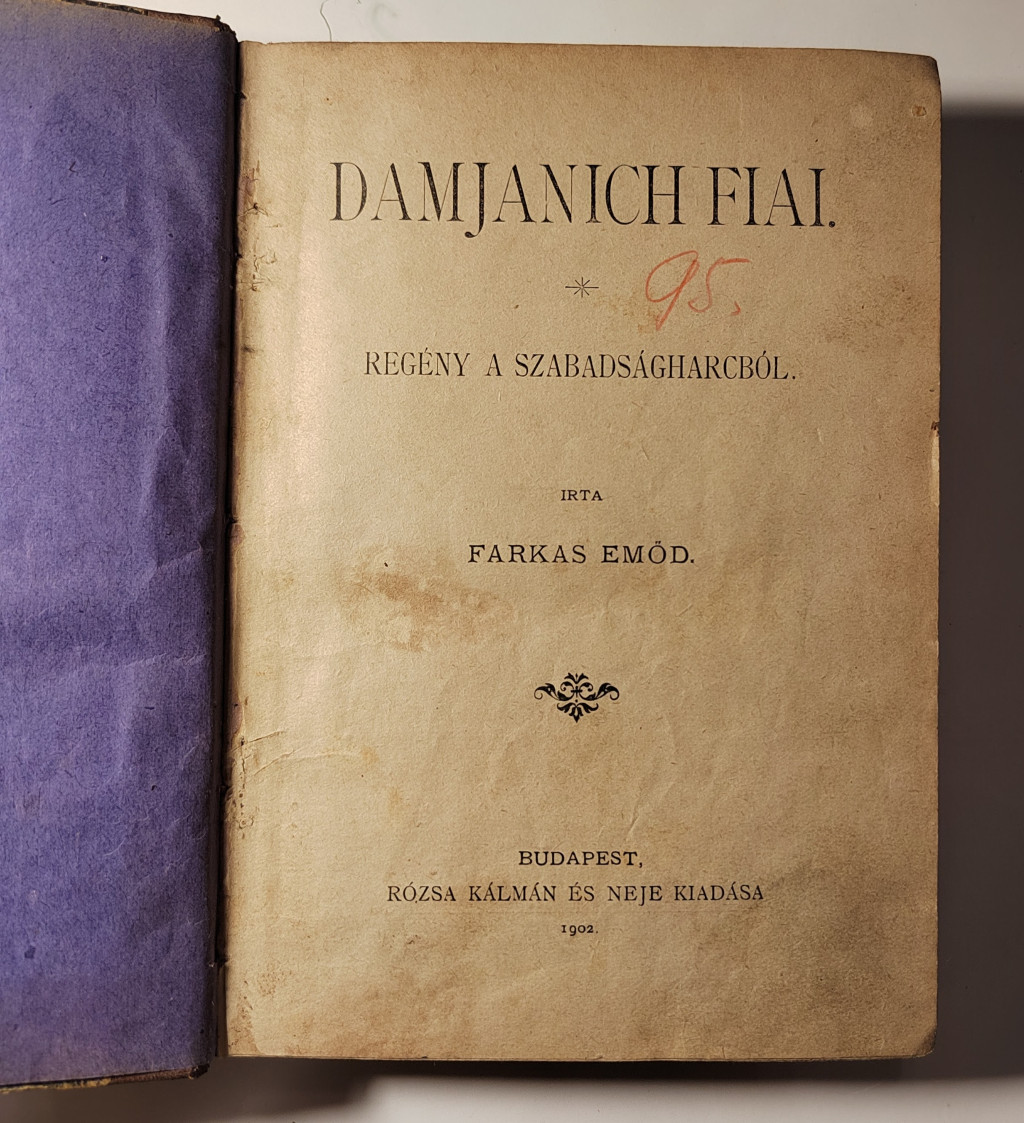 DAMJANICH FIAI.
95.
REGÉNY A SZABADSÁGHARCBÓL.
IRTA
FARKAS EMŐD.
BUDAPEST,
RÓZSA KÁLMÁN ÉS NEJE KIADÁSA
1902.